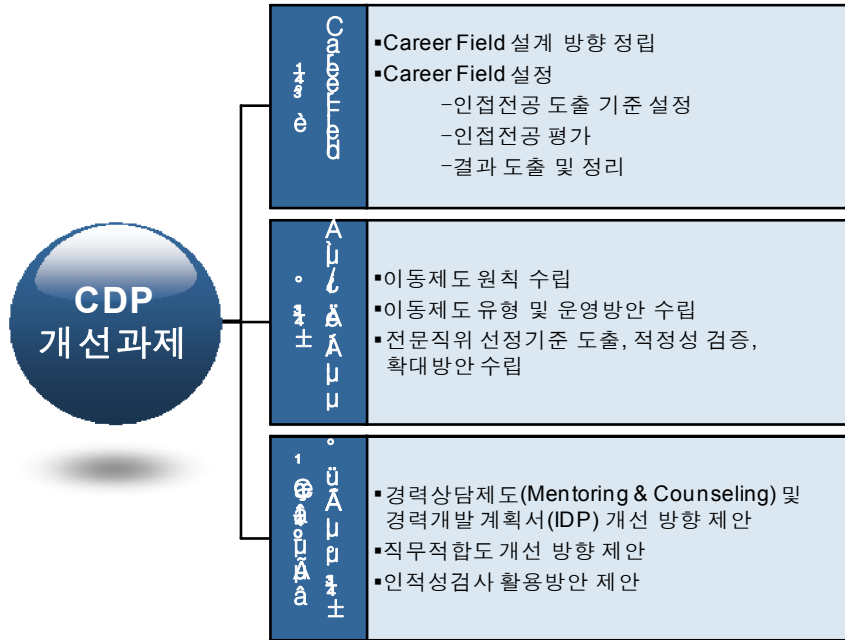 CDP
개선과제
Career Field
▪Career Field 설계 방향 정립
▪Career Field 설정
-인접전공 도출 기준 설정
-인접전공 평가
-결과 도출 및 정리
▪이동제도 원칙 수립
▪이동제도 유형 및 운영방안 수립
▪전문직위 선정기준 도출, 적정성 검증,
확대방안 수립
▪경력상담제도(Mentoring & Counseling) 및
경력개발 계획서(IDP) 개선 방향 제안
▪직무적합도 개선 방향 제안
▪인적성검사 활용방안 제안